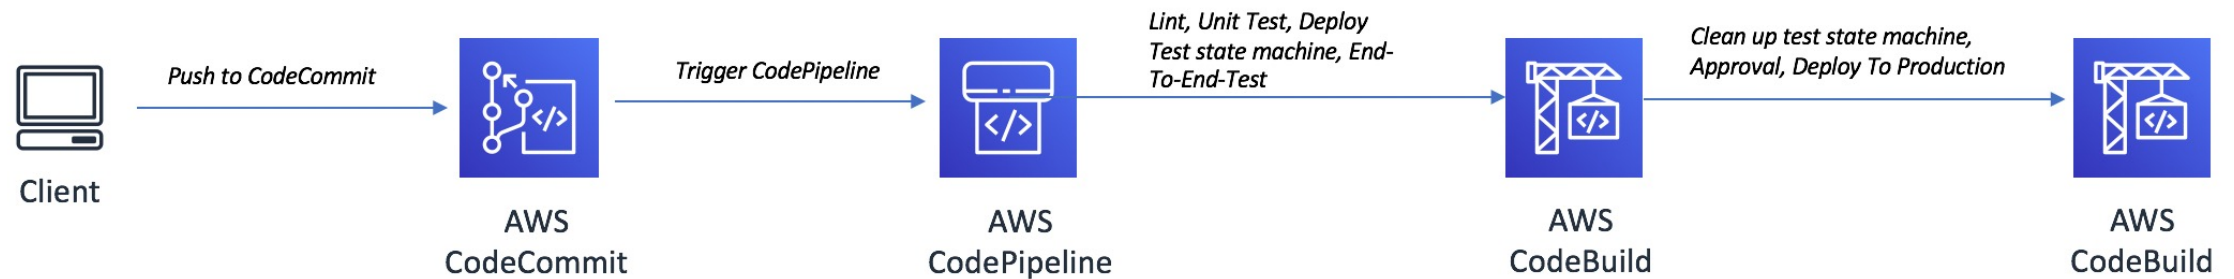 Push to CodeCommit
Trigger CodePipeline
Lint, Unit Test, Deploy
Test state machine, End-
To-End-Test
Clean up test state machine,
Approval, Deploy To Production
</>
</>
</>
</>
Client
AWS
CodeCommit
AWS
CodePipeline
AWS
CodeBuild
AWS
CodeBuild